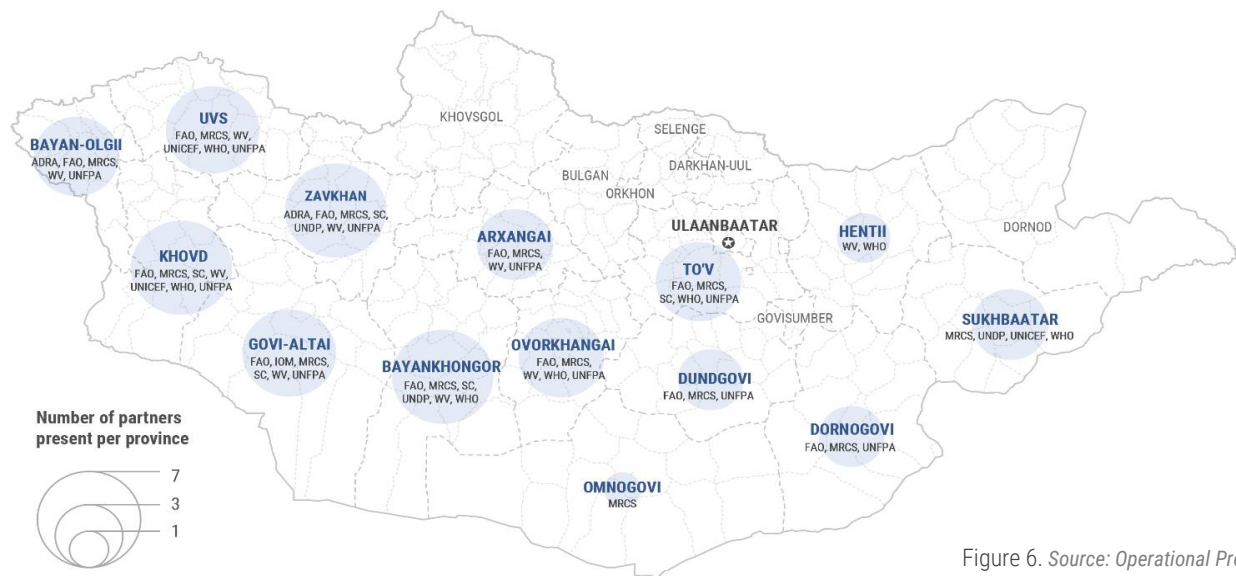 KHOVSGOL
UVS
FAO, MRCS, WV,
UNICEF, WHO, UNFPA
BAYAN-OLGII
ADRA, FAO, MRCS,
WV, UNFPA
SELENGE
DARKHAN-UUL
BULGAN
ORKHON
ZAVKHAN
ADRA, FAO, MRCS, SC,
UNDP, WV, UNFPA
ULAANBAATAR
ARXANGAI
FAO, MRCS,
WV, UNFPA
HENTII
WV, WHO
DORNOD
KHOVD
FAO, MRCS, SC, WV,
UNICEF, WHO, UNFPA
TO'V
FAO, MRCS,
SC, WHO, UNFPA
GOVISUMBER
SUKHBAATAR
MRCS, UNDP, UNICEF, WHO
GOVI-ALTAI
FAO, IOM, MRCS,
SC, WV, UNFPA
BAYANKHONGOR
FAO, MRCS, SC,
UNDP, WV, WHO
OVORKHANGAI
FAO, MRCS,
WV, WHO, UNFPA
DUNDGOVI
FAO, MRCS, UNFPA
DORNOGOVI
FAO, MRCS, UNFPA
OMNOGOVI
MRCS
Number of partners
present per province
7
3
1
Figure 6. Source: Operational Pre